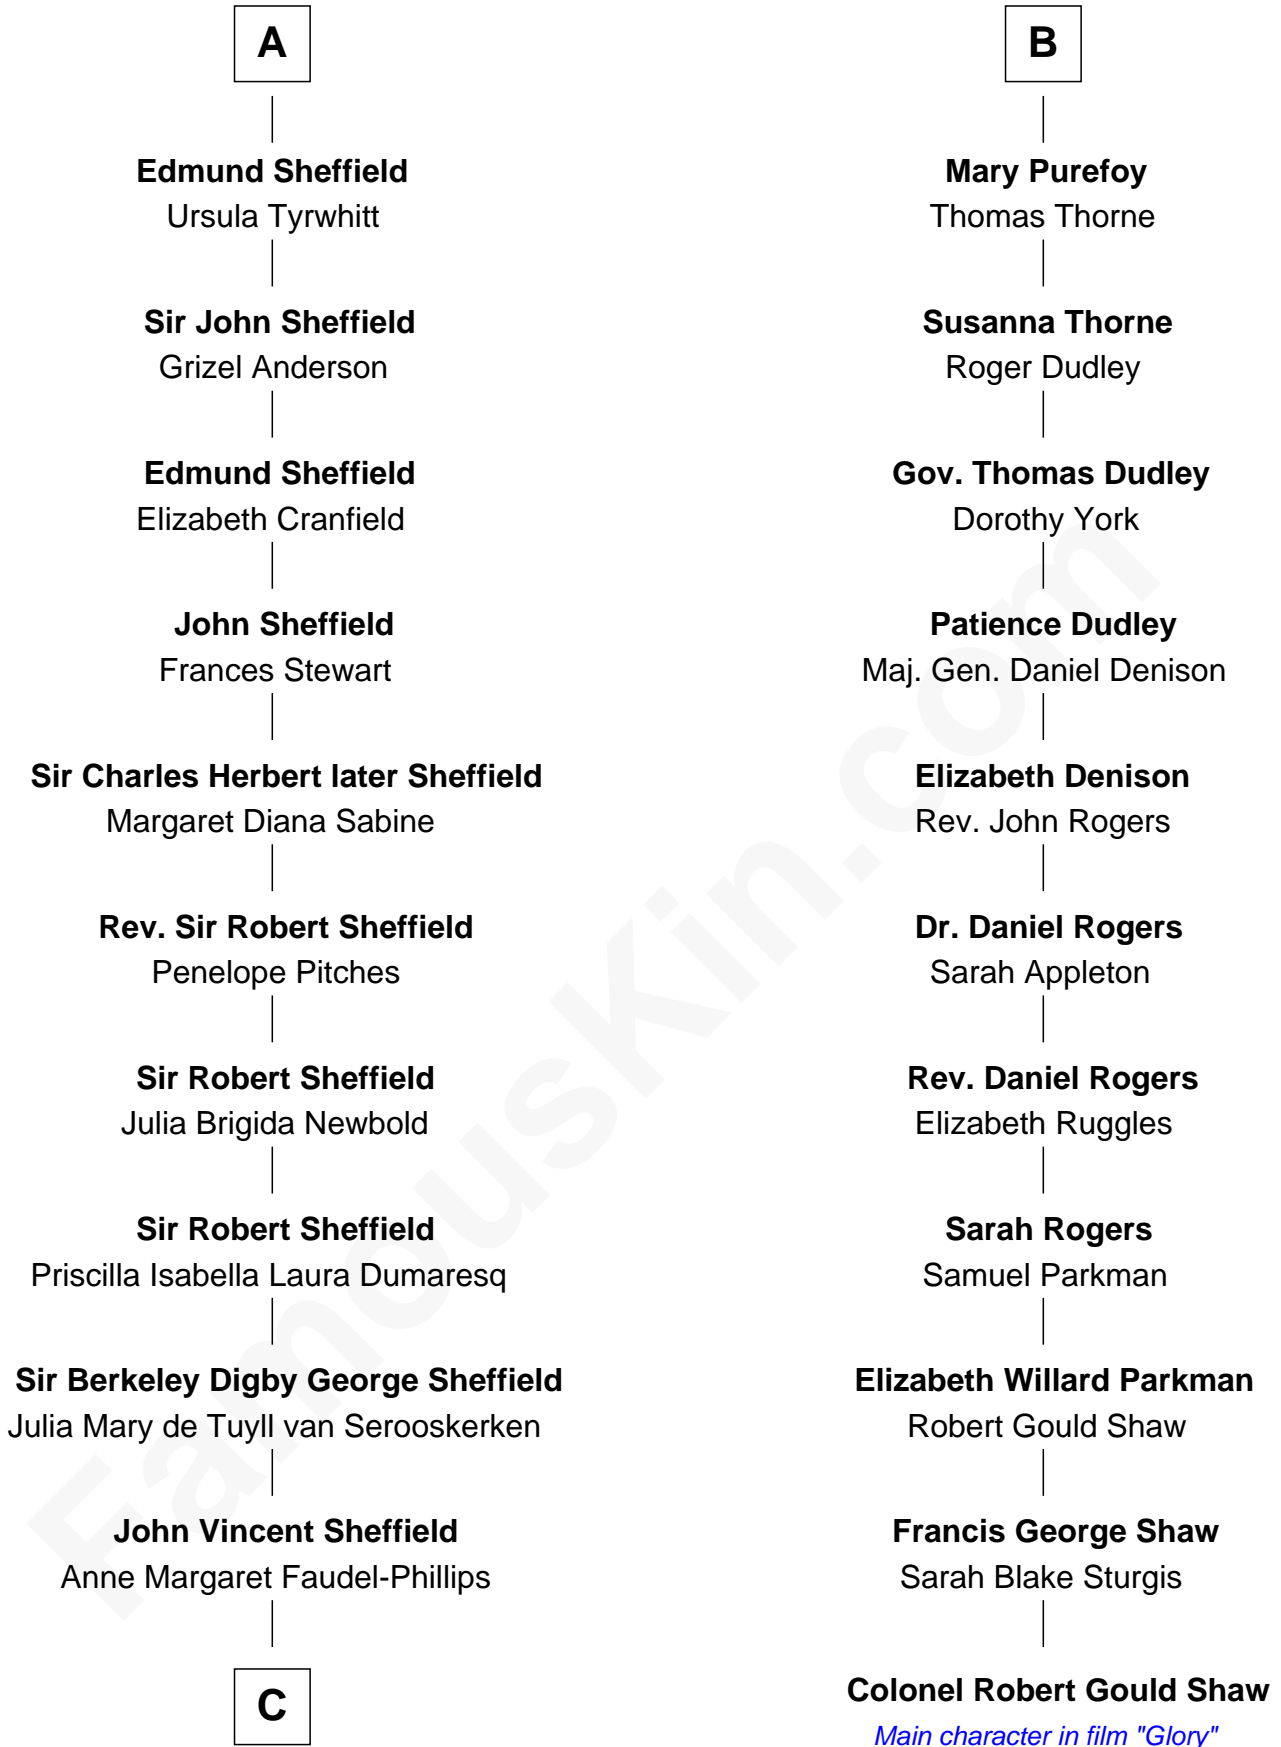 A
Edmund Sheffield
Ursula Tyrwhitt
Sir John Sheffield
Grizel Anderson
Edmund Sheffield
Elizabeth Cranfield
John Sheffield
Frances Stewart
Sir Charles Herbert later Sheffield
Margaret Diana Sabine
Rev. Sir Robert Sheffield
Penelope Pitches
Sir Robert Sheffield
Julia Brigida Newbold
Sir Robert Sheffield
Priscilla Isabella Laura Dumaresq
Sir Berkeley Digby George Sheffield
Julia Mary de Tuyll van Serooskerken
John Vincent Sheffield
Anne Margaret Faudel-Phillips
C
B
Mary Purefoy
Thomas Thorne
Susanna Thorne
Roger Dudley
Gov. Thomas Dudley
Dorothy York
Patience Dudley
Maj. Gen. Daniel Denison
Elizabeth Denison
Rev. John Rogers
Dr. Daniel Rogers
Sarah Appleton
Rev. Daniel Rogers
Elizabeth Ruggles
Sarah Rogers
Samuel Parkman
Elizabeth Willard Parkman
Robert Gould Shaw
Francis George Shaw
Sarah Blake Sturgis
Colonel Robert Gould Shaw
Main character in film "Glory"
FamousKin.com